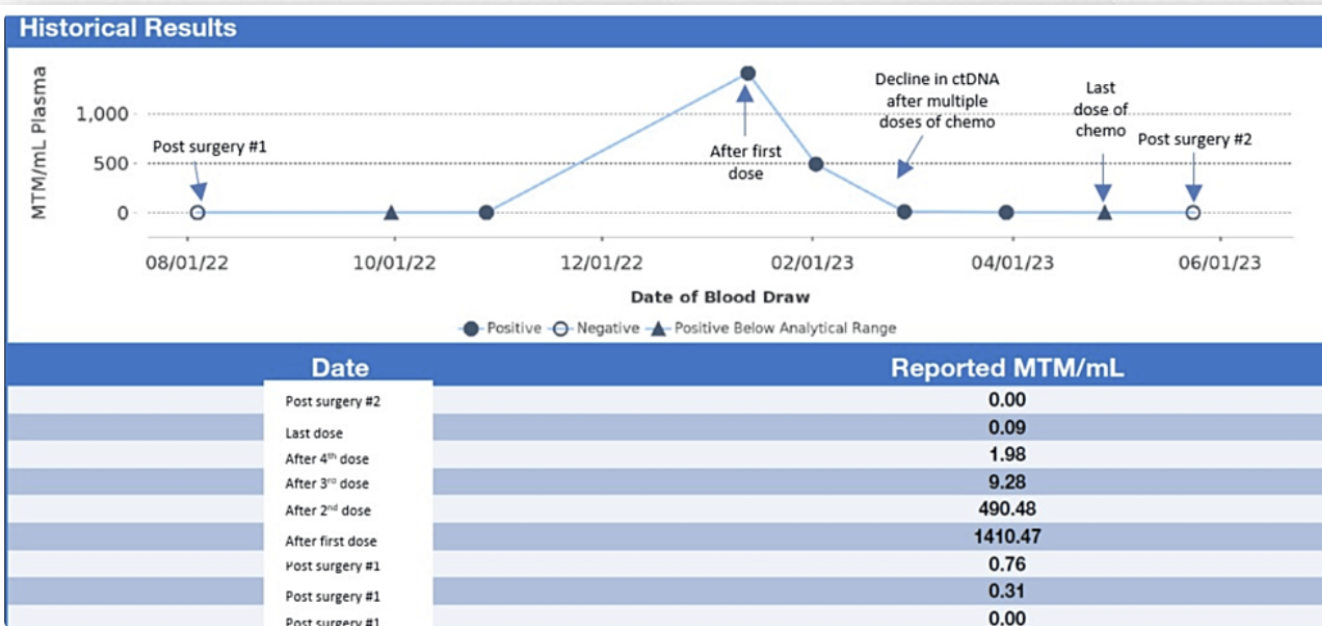 Historical Results
MTM/mL Plasma
1,000
500
0
Post surgery #1
After first
dose
Decline in ctDNA
after multiple
doses of chemo
Last
dose of
chemo
Post surgery #2
08/01/22
10/01/22
12/01/22
02/01/23
04/01/23
06/01/23
Date of Blood Draw
Positive Negative Positive Below Analytical Range
Date Reported MTM/mL
Post surgery #2 0.00
Last dose 0.09
After 4th dose 1.98
After 3rd dose 9.28
After 2nd dose 490.48
After first dose 1410.47
Post surgery #1 0.76
Post surgery #1 0.31
Post surgery #1 0.00